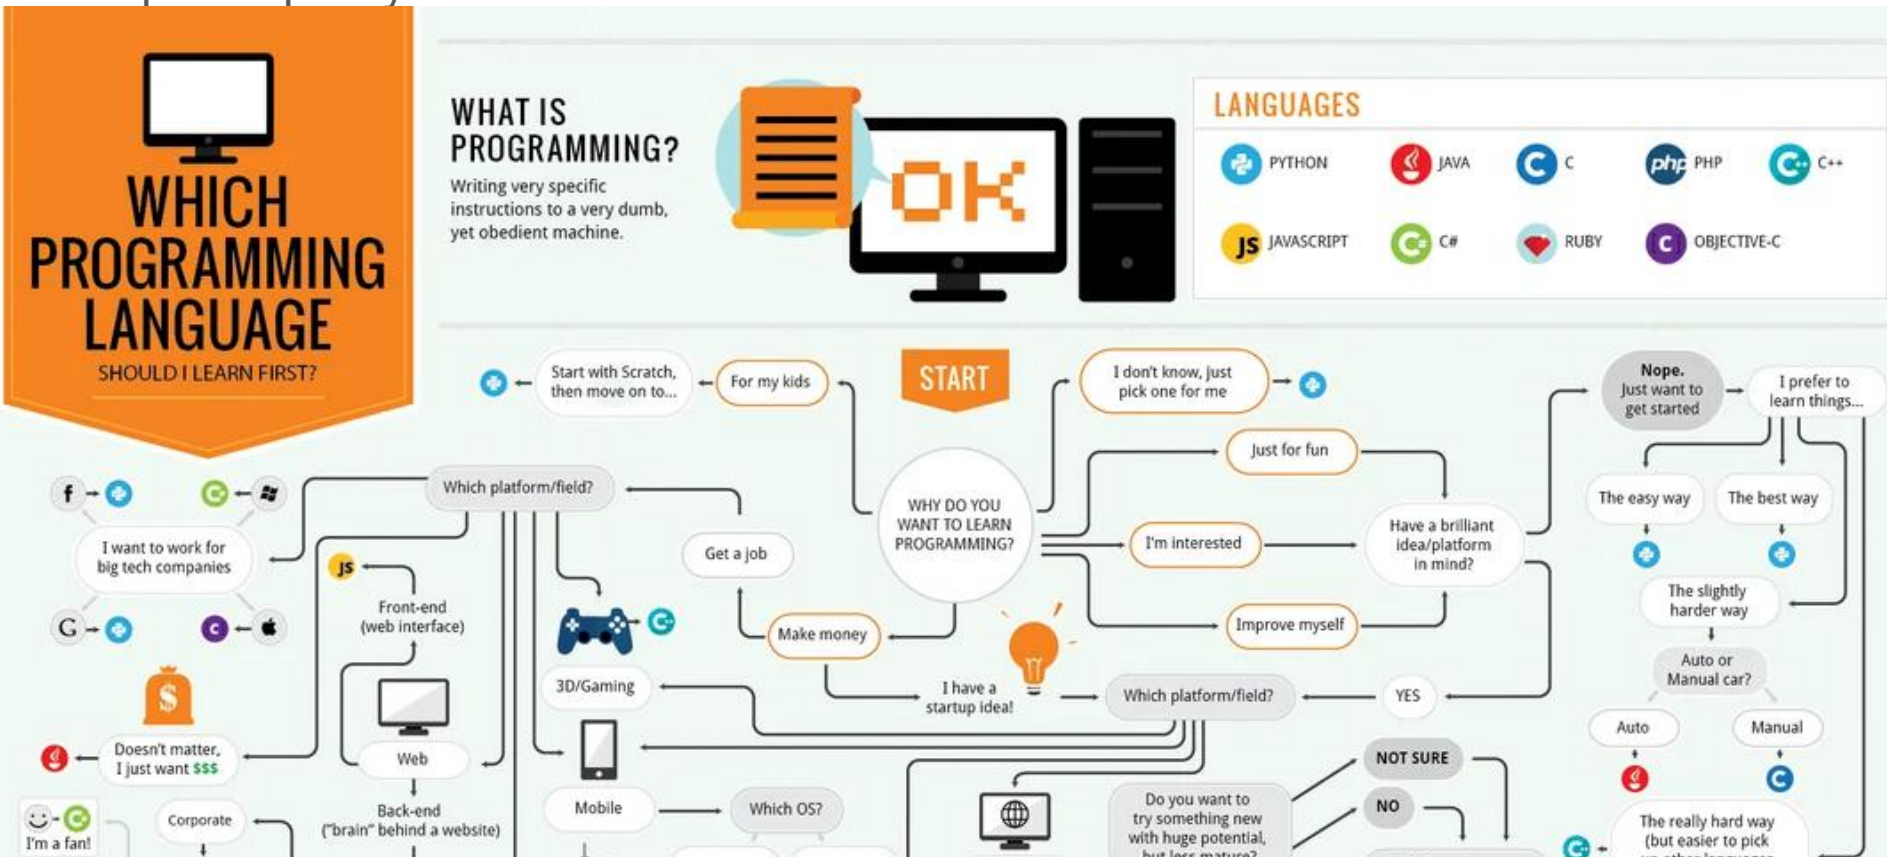 WHICH
PROGRAMMING
LANGUAGE
SHOULD I LEARN FIRST?
WHAT IS
PROGRAMMING?
Writing very specific
instructions to a very dumb,
yet obedient machine.
OK
LANGUAGES
PYTHON
JAVA
C
C
php PHP
C++
JS JAVASCRIPT
C#
RUBY
C OBJECTIVE-C
START
Start with Scratch,
then move on to...
For my kids
I don't know, just
pick one for me
Nope.
Just want to
get started
I prefer to
learn things...
Just for fun
Which platform/field?
WHY DO YOU
WANT TO LEARN
PROGRAMMING?
The easy way
The best way
f
I want to work for
big tech companies
Get a job
I'm interested
Have a brilliant
idea/platform
in mind?
JS
Front-end
(web interface)
G
C
Make money
Improve myself
The slightly
harder way
Auto or
Manual car?
$
3D/Gaming
I have a
startup idea!
Which platform/field?
YES
Auto
Manual
Doesn't matter,
I just want $$$
Web
NOT SURE
C
I'm a fan!
Corporate
Back-end
("brain" behind a website)
Mobile
Which OS?
Do you want to
try something new
with huge potential,
but less mature?
NO
The really hard way
(but easier to pick